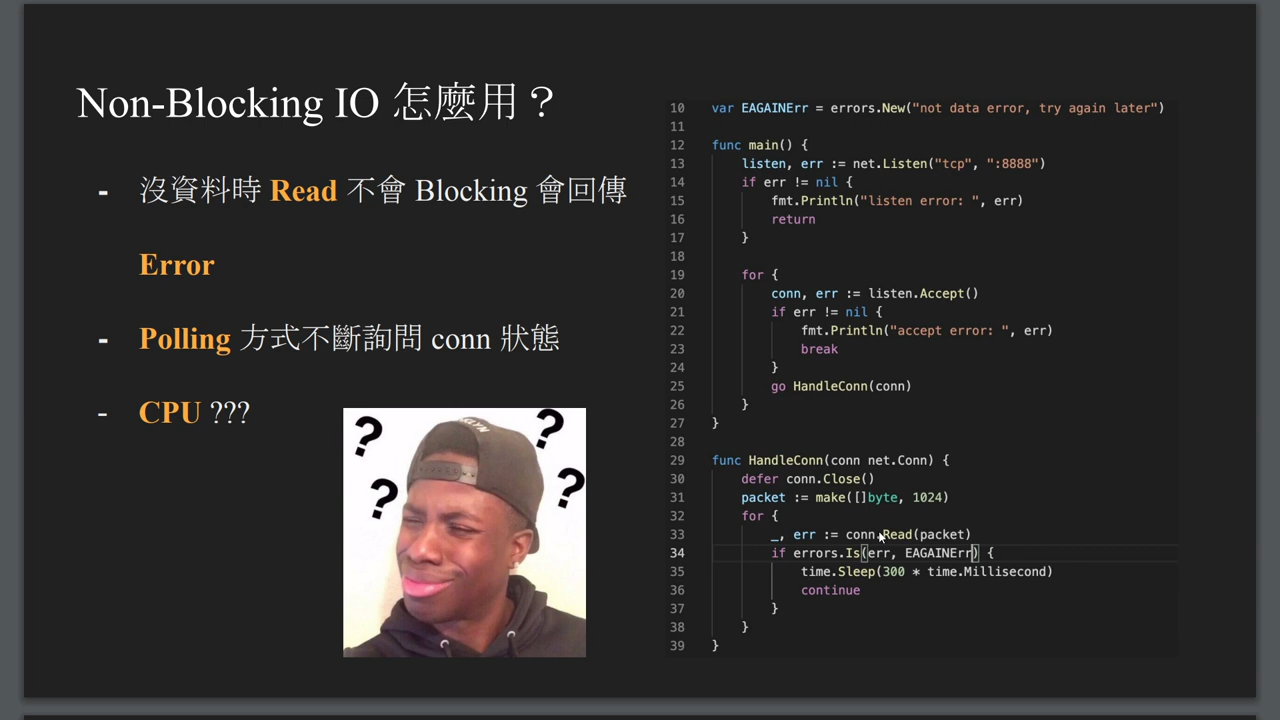 Non-Blocking IO 怎麼用？
- 沒資料時 Read 不會 Blocking 會回傳
Error
- Polling 方式不斷詢問 conn 狀態
- CPU ???
? ? ? ?
10 var EAGAINErr = errors.New("not data error, try again later")
11
12 func main() {
13 listen, err := net.Listen("tcp", ":8888")
14 if err != nil {
15 fmt.Println("listen error: ", err)
16 return
17 }
18
19 for {
20 conn, err := listen.Accept()
21 if err != nil {
22 fmt.Println("accept error: ", err)
23 break
24 }
25 go HandleConn(conn)
26 }
27 }
28
29 func HandleConn(conn net.Conn) {
30 defer conn.Close()
31 packet := make([]byte, 1024)
32 for {
33 _, err := conn.Read(packet)
34 if errors.Is(err, EAGAINErr) {
35 time.Sleep(300 * time.Millisecond)
36 continue
37 }
38 }
39 }